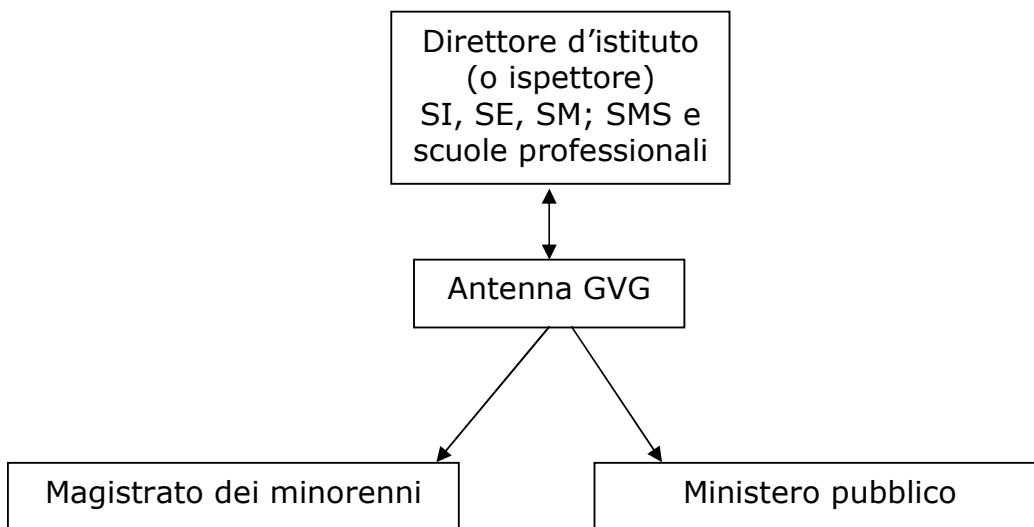 Direttore d’istituto
(o ispettore)
SI, SE, SM; SMS e
scuole professionali
Antenna GVG
Magistrato dei minorenni
Ministero pubblico